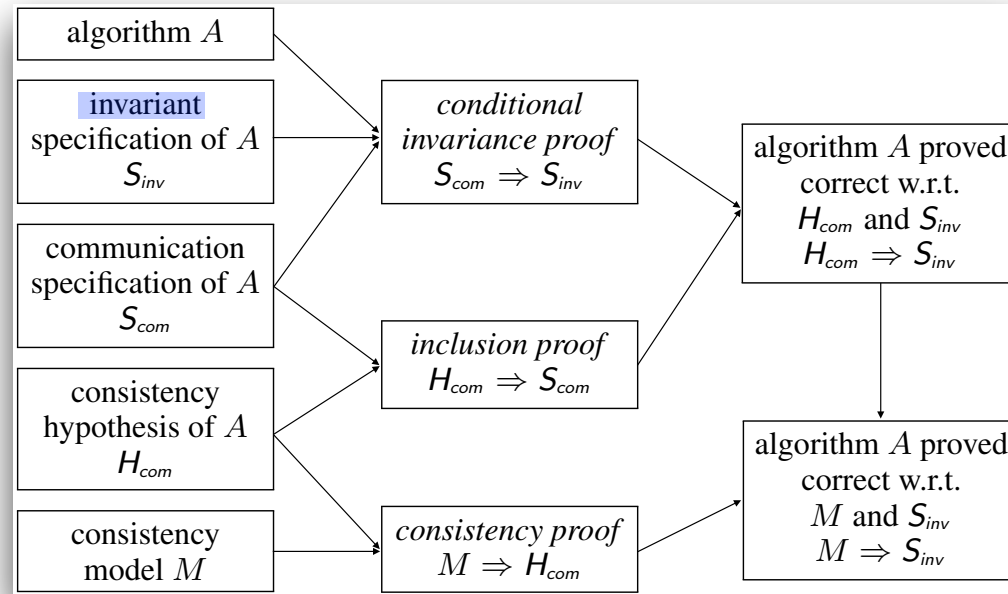 algorithm A
invariant
specification of A
S_inv
communication
specification of A
S_com
consistency
hypothesis of A
H_com
consistency
model M
conditional
invariance proof
S_com ⇒ S_inv
inclusion proof
H_com ⇒ S_com
consistency proof
M ⇒ H_com
algorithm A proved
correct w.r.t.
H_com and S_inv
H_com ⇒ S_inv
algorithm A proved
correct w.r.t.
M and S_inv
M ⇒ S_inv